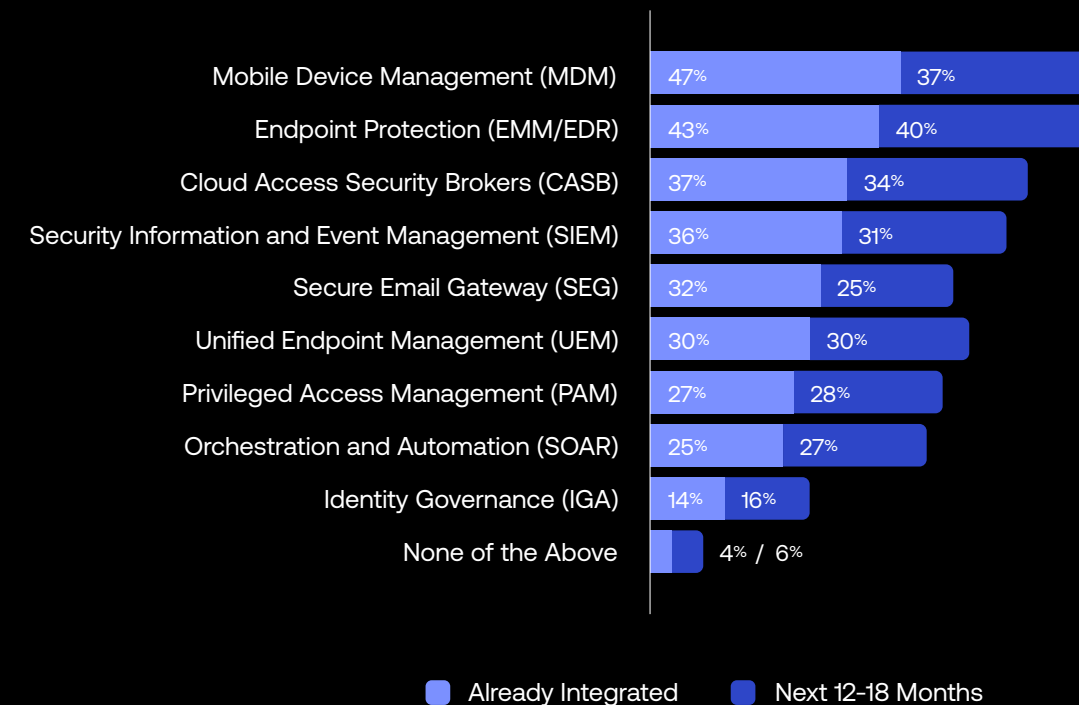 Mobile Device Management (MDM) 47% 37%
Endpoint Protection (EMM/EDR) 43% 40%
Cloud Access Security Brokers (CASB) 37% 34%
Security Information and Event Management (SIEM) 36% 31%
Secure Email Gateway (SEG) 32% 25%
Unified Endpoint Management (UEM) 30% 30%
Privileged Access Management (PAM) 27% 28%
Orchestration and Automation (SOAR) 25% 27%
Identity Governance (IGA) 14% 16%
None of the Above 4% / 6%
Already Integrated Next 12-18 Months